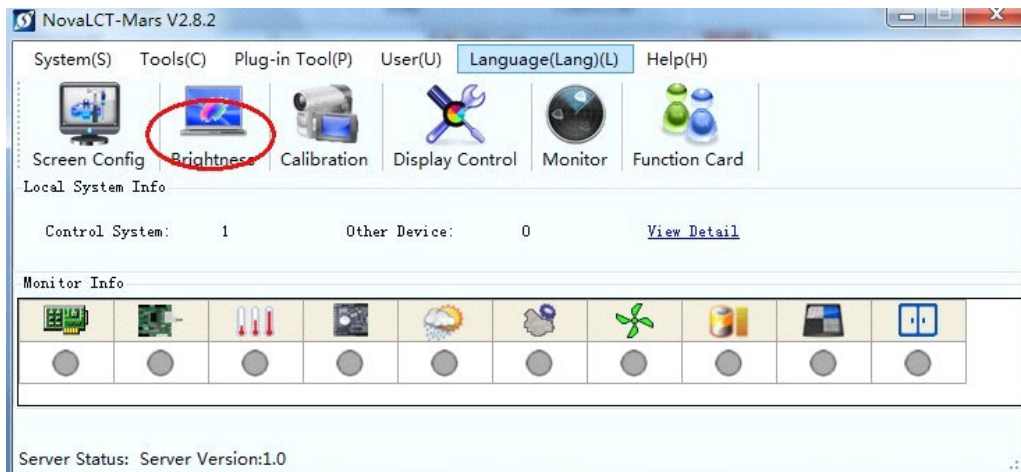 NovaLCT-Mars V2.8.2
System(S) Tools(C) Plug-in Tool(P) User(U) Language(Lang)(L) Help(H)
Screen Config Brightness Calibration Display Control Monitor Function Card
Local System Info
Control System: 1 Other Device: 0 View Detail
Monitor Info
Server Status: Server Version:1.0